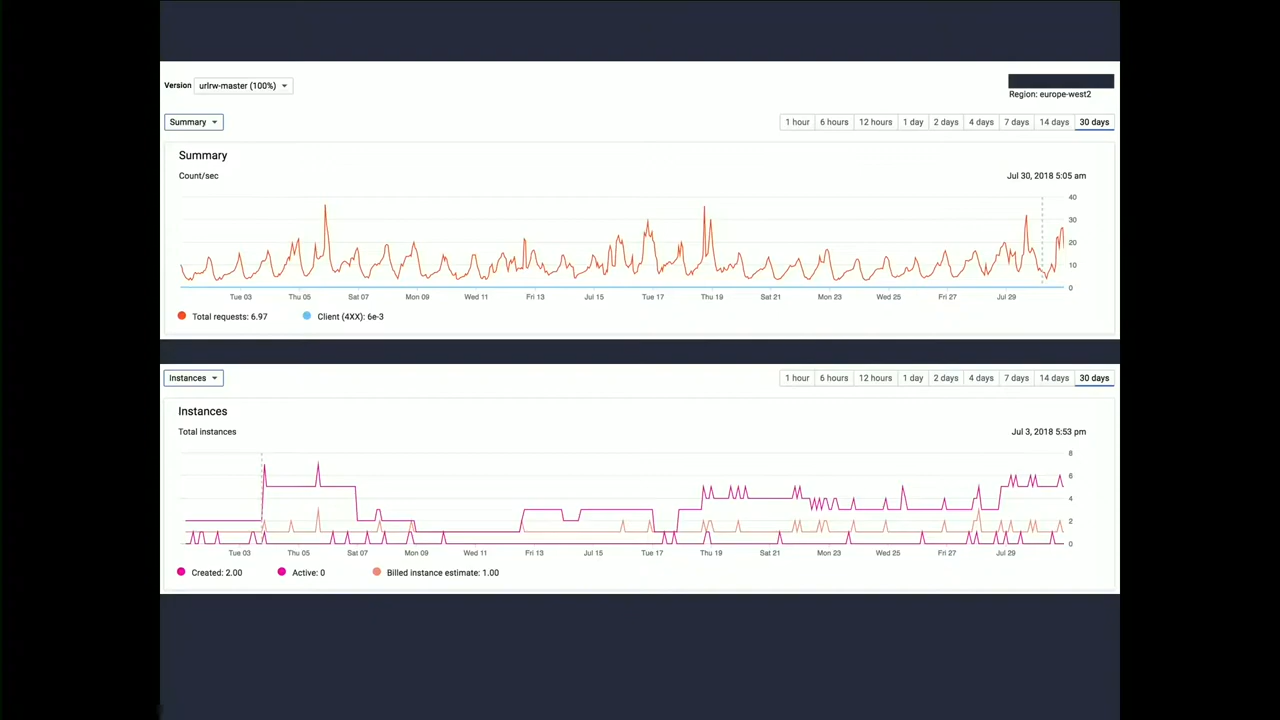 Version urlrw-master (100%)
Region: europe-west2
Summary 1 hour 6 hours 12 hours 1 day 2 days 4 days 7 days 14 days 30 days
Summary
Count/sec Jul 30, 2018 5:05 am
40
30
20
10
0
Tue 03 Thu 05 Sat 07 Mon 09 Wed 11 Fri 13 Jul 15 Tue 17 Thu 19 Sat 21 Mon 23 Wed 25 Fri 27 Jul 29
Total requests: 6.97 Client (4XX): 6e-3
Instances 1 hour 6 hours 12 hours 1 day 2 days 4 days 7 days 14 days 30 days
Instances
Total instances Jul 3, 2018 5:53 pm
8
6
4
2
0
Tue 03 Thu 05 Sat 07 Mon 09 Wed 11 Fri 13 Jul 15 Tue 17 Thu 19 Sat 21 Mon 23 Wed 25 Fri 27 Jul 29
Created: 2.00 Active: 0 Billed instance estimate: 1.00